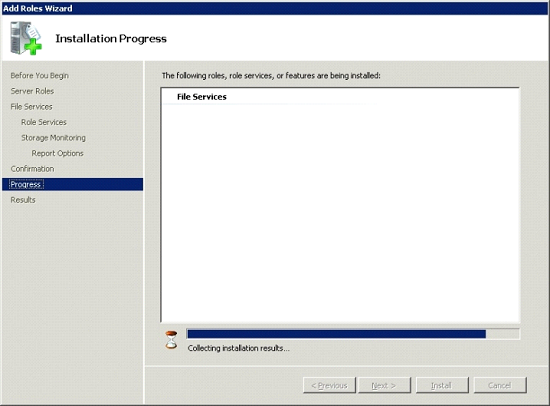 Add Roles Wizard
Installation Progress
Before You Begin
Server Roles
File Services
Role Services
Storage Monitoring
Report Options
Confirmation
Progress
Results
The following roles, role services, or features are being installed:
File Services
Collecting installation results...
< Previous
Next >
Install
Cancel